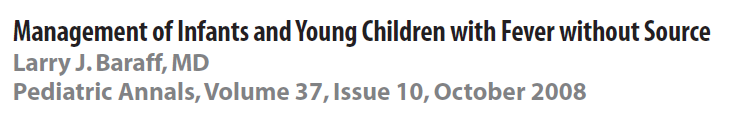 Management of Infants and Young Children with Fever without Source
Larry J. Baraff, MD
Pediatric Annals, Volume 37, Issue 10, October 2008